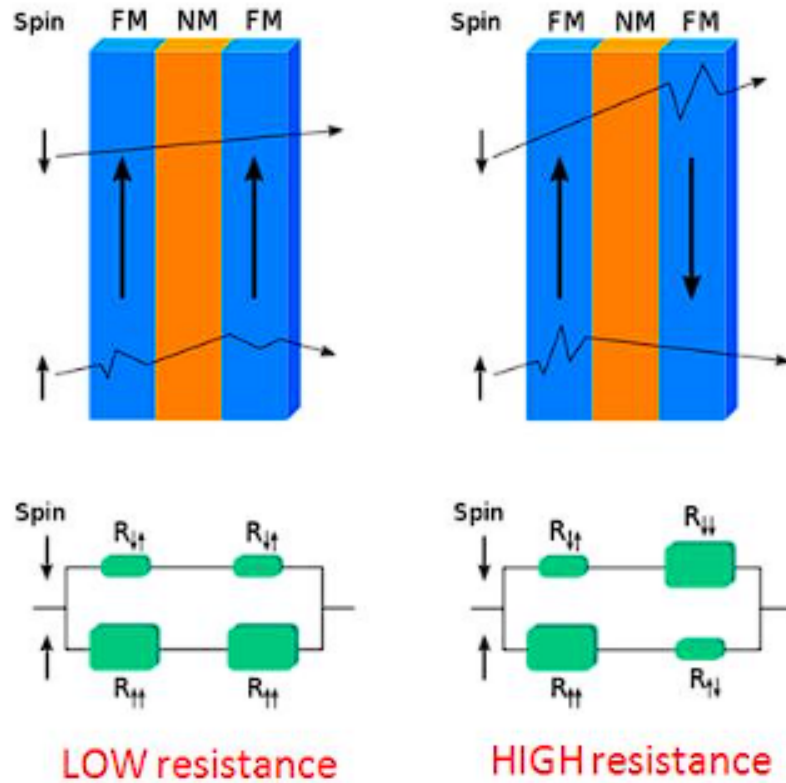 Spin FM NM FM
Spin FM NM FM
Spin
R↓↑ R↓↑
R↑↑ R↑↑
LOW resistance
Spin
R↓↑ R↓↓
R↑↑ R↑↓
HIGH resistance